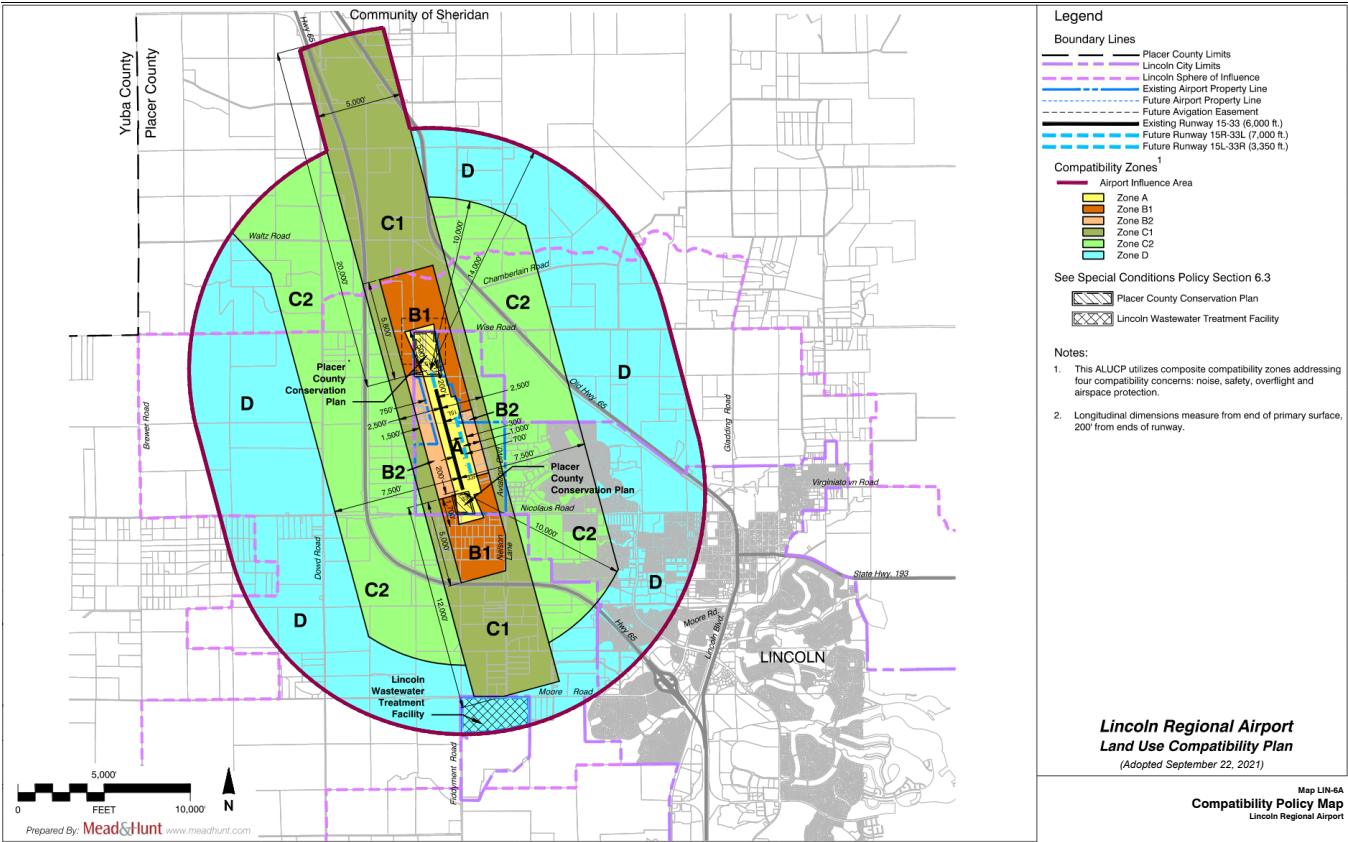 Community of Sheridan
Hwy 65
Yuba County
Placer County
5,000'
D
C1
10,000'
14,000'
Waltz Road
20,000'
Chamberlain Road
C2
C2
5,800'
B1
Wise Road
Placer
County
Conservation
Plan
D
D
Old Hwy. 65
Brewer Road
Gladding Road
200'
2,500'
750'
2,500'
1,500'
15L
B2
300'
1,000'
700'
A
7,500'
B2
200'
7,500'
Placer
County
Conservation Plan
Virginiatown Road
Nicolaus Road
10,000'
C2
5,000'
B1
Nelson
Lane
Dowd Road
State Hwy. 193
D
C2
12,000'
D
C1
Hwy 65
Moore Rd.
Lincoln Blvd.
LINCOLN
Lincoln
Wastewater
Treatment
Facility
Moore Road
Fiddyment Road
5,000'
0 FEET 10,000'
N
Prepared By: Mead&Hunt www.meadhunt.com
Legend
Boundary Lines
Placer County Limits
Lincoln City Limits
Lincoln Sphere of Influence
Existing Airport Property Line
Future Airport Property Line
Future Avigation Easement
Existing Runway 15-33 (6,000 ft.)
Future Runway 15R-33L (7,000 ft.)
Future Runway 15L-33R (3,350 ft.)
Compatibility Zones 1
Airport Influence Area
Zone A
Zone B1
Zone B2
Zone C1
Zone C2
Zone D
See Special Conditions Policy Section 6.3
Placer County Conservation Plan
Lincoln Wastewater Treatment Facility
Notes:
1. This ALUCP utilizes composite compatibility zones addressing
four compatibility concerns: noise, safety, overflight and
airspace protection.
2. Longitudinal dimensions measure from end of primary surface,
200' from ends of runway.
Lincoln Regional Airport
Land Use Compatibility Plan
(Adopted September 22, 2021)
Map LIN-6A
Compatibility Policy Map
Lincoln Regional Airport